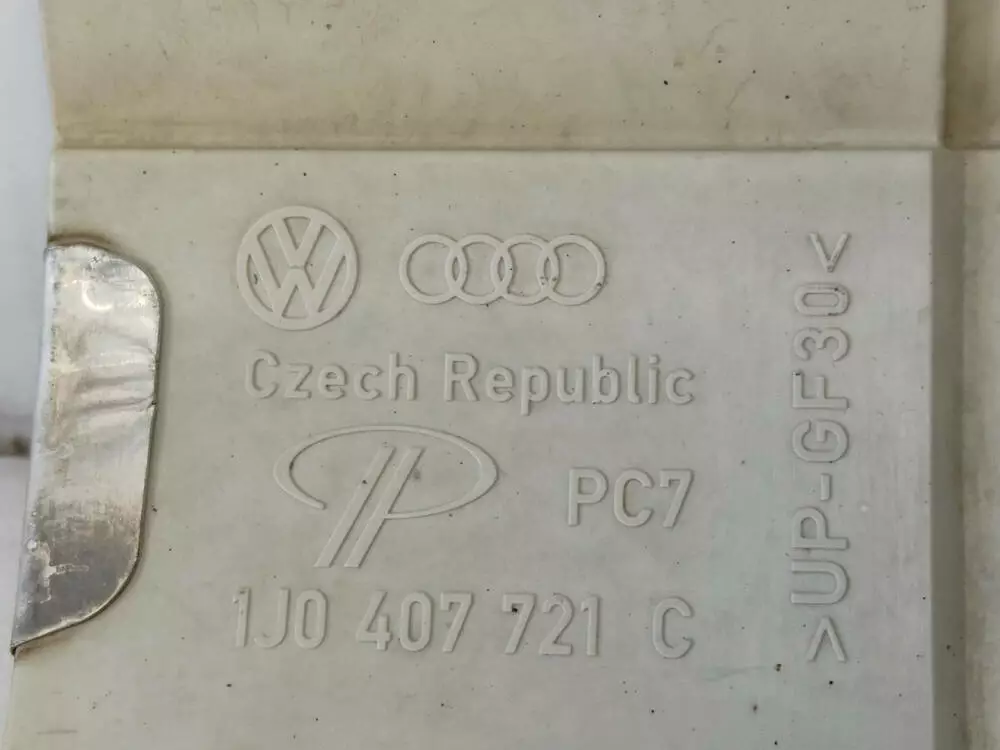 Czech Republic
PC7
1J0 407 721 C
>UP-GF30<